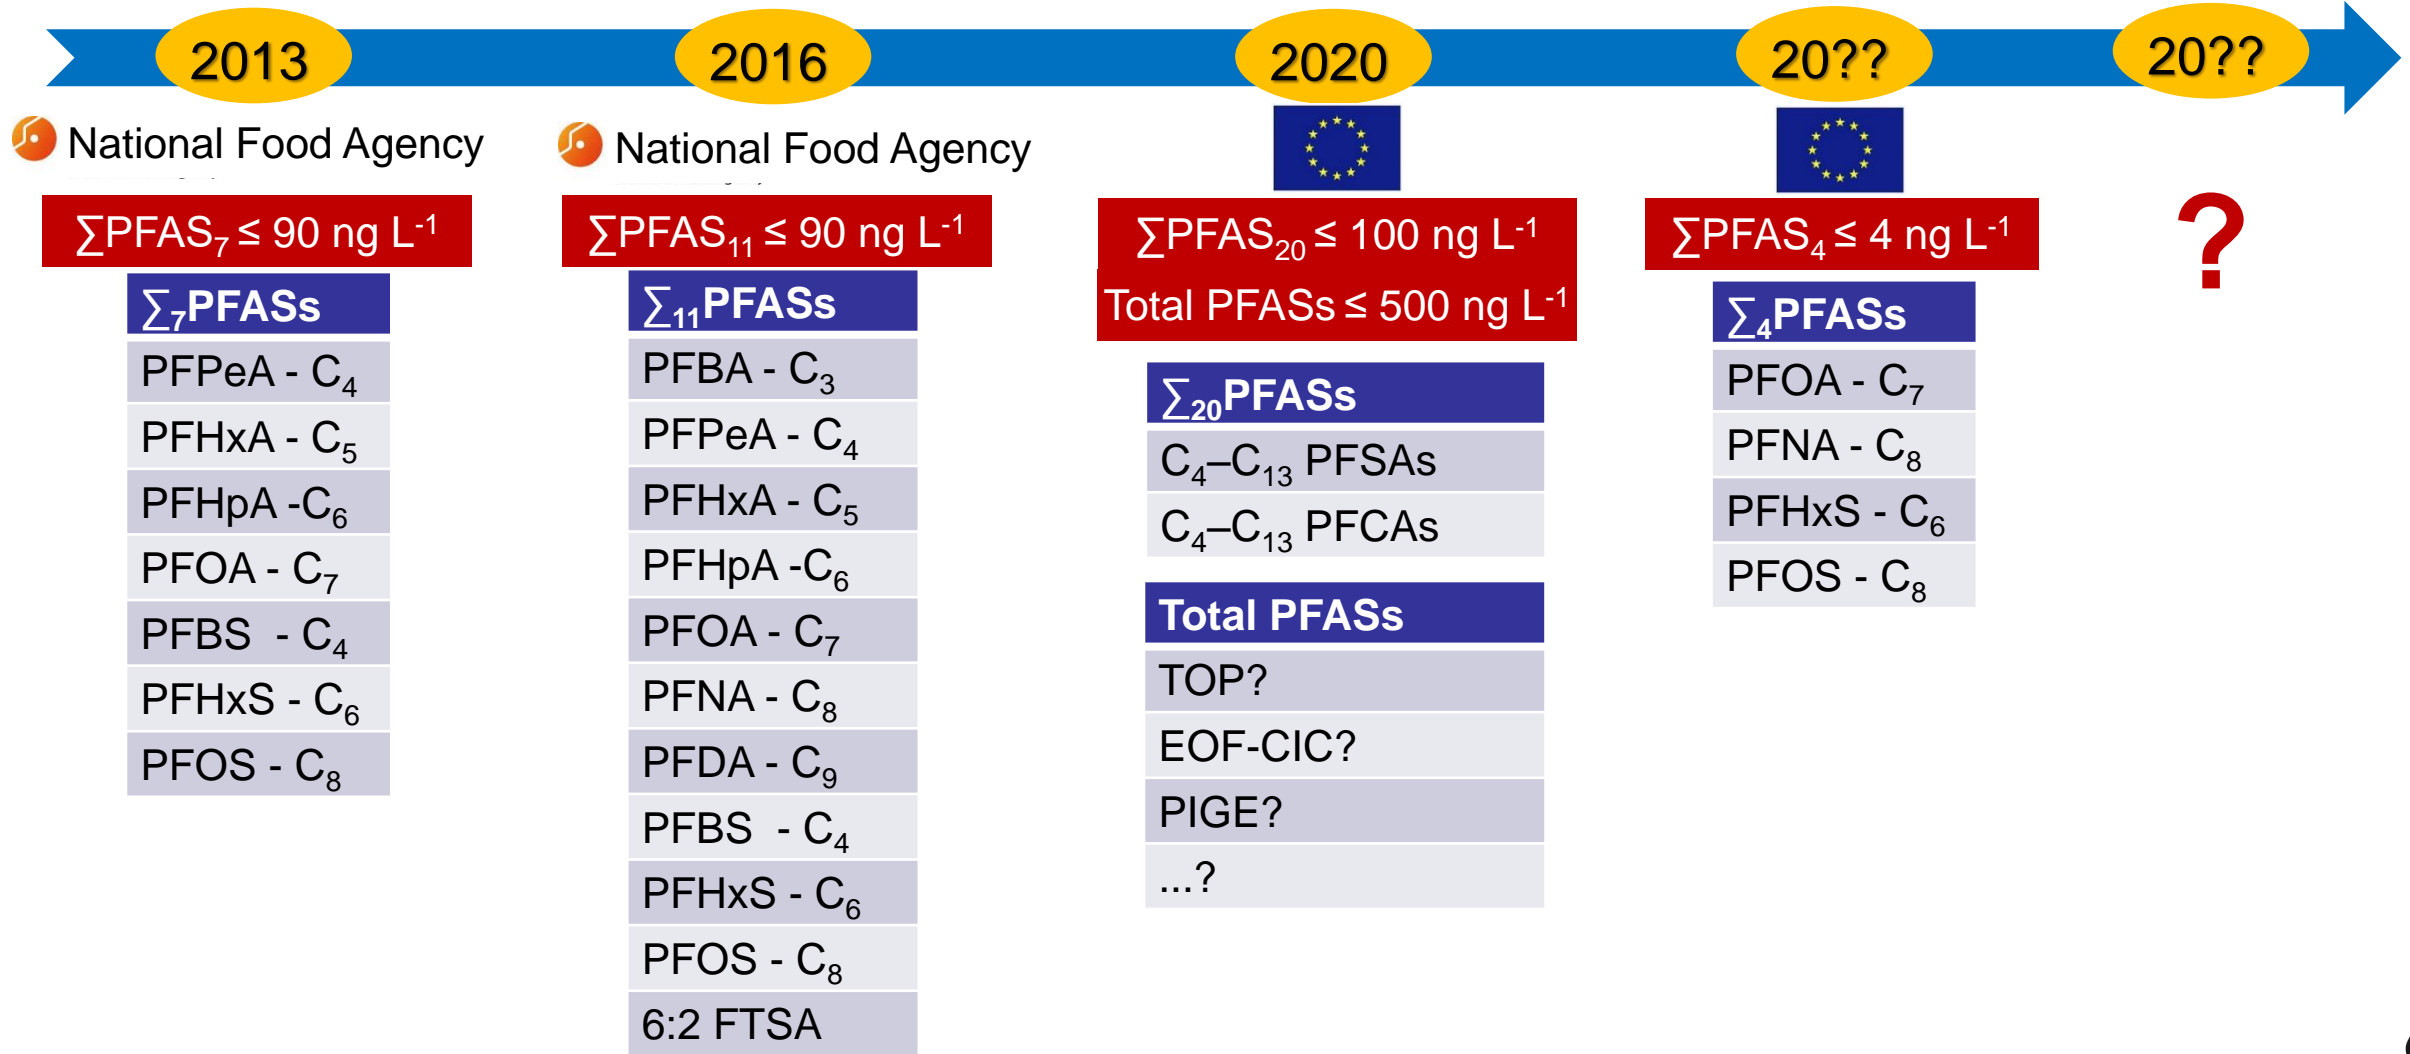 2013
2016
2020
20??
20??
National Food Agency
National Food Agency
∑PFAS₇ ≤ 90 ng L⁻¹
∑₇PFASs
PFPeA - C₄
PFHxA - C₅
PFHpA -C₆
PFOA - C₇
PFBS - C₄
PFHxS - C₆
PFOS - C₈
∑PFAS₁₁ ≤ 90 ng L⁻¹
∑₁₁PFASs
PFBA - C₃
PFPeA - C₄
PFHxA - C₅
PFHpA -C₆
PFOA - C₇
PFNA - C₈
PFDA - C₉
PFBS - C₄
PFHxS - C₆
PFOS - C₈
6:2 FTSA
∑PFAS₂₀ ≤ 100 ng L⁻¹
Total PFASs ≤ 500 ng L⁻¹
∑₂₀PFASs
C₄–C₁₃ PFSAs
C₄–C₁₃ PFCAs
Total PFASs
TOP?
EOF-CIC?
PIGE?
...?
∑PFAS₄ ≤ 4 ng L⁻¹
∑₄PFASs
PFOA - C₇
PFNA - C₈
PFHxS - C₆
PFOS - C₈
?